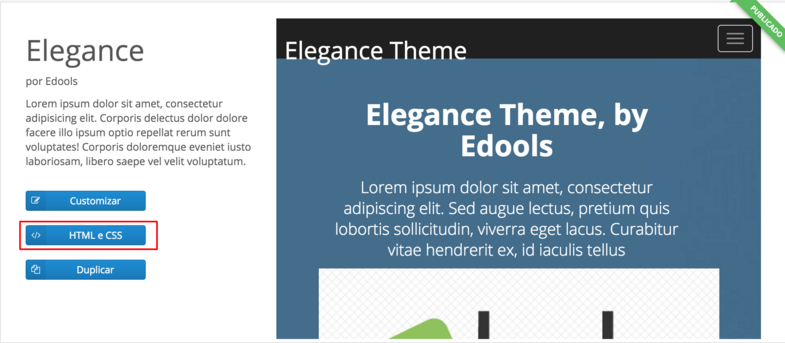 Elegance
por Edools
Lorem ipsum dolor sit amet, consectetur
adipisicing elit. Corporis delectus dolor dolore
facere illo ipsum optio repellat rerum sunt
voluptates! Corporis doloremque eveniet iusto
laboriosam, libero saepe vel velit voluptatum.
Customizar
HTML e CSS
Duplicar
Elegance Theme
PUBLICADO
Elegance Theme, by
Edools
Lorem ipsum dolor sit amet, consectetur
adipiscing elit. Sed augue lectus, pretium quis
lobortis sollicitudin, viverra eget lacus. Curabitur
vitae hendrerit ex, id iaculis tellus